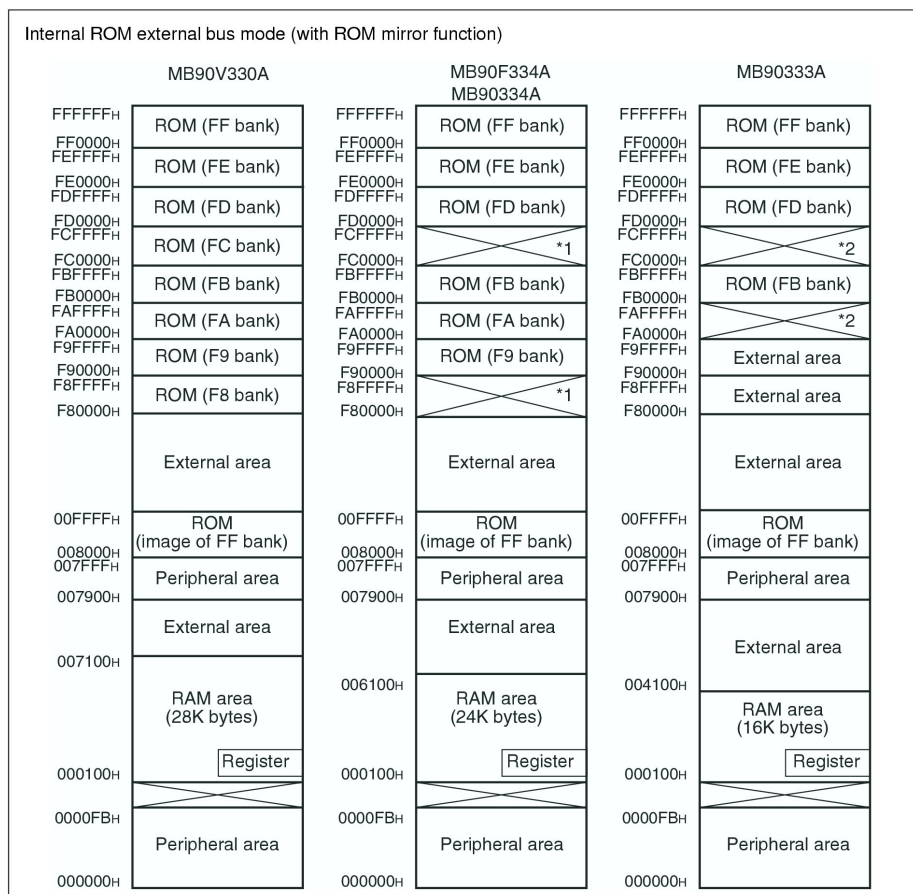 Internal ROM external bus mode (with ROM mirror function)
MB90V330A
FFFFFFH
ROM (FF bank)
FF0000H
FEFFFFH
ROM (FE bank)
FE0000H
FDFFFFH
ROM (FD bank)
FD0000H
FCFFFFH
ROM (FC bank)
FC0000H
FBFFFFH
ROM (FB bank)
FB0000H
FAFFFFH
ROM (FA bank)
FA0000H
F9FFFFH
ROM (F9 bank)
F90000H
F8FFFFH
ROM (F8 bank)
F80000H
External area
00FFFFH
ROM
(image of FF bank)
008000H
007FFFH
Peripheral area
007900H
External area
007100H
RAM area
(28K bytes)
Register
000100H
0000FBH
Peripheral area
000000H
MB90F334A
MB90334A
FFFFFFH
ROM (FF bank)
FF0000H
FEFFFFH
ROM (FE bank)
FE0000H
FDFFFFH
ROM (FD bank)
FD0000H
FCFFFFH
*1
FC0000H
FBFFFFH
ROM (FB bank)
FB0000H
FAFFFFH
ROM (FA bank)
FA0000H
F9FFFFH
ROM (F9 bank)
F90000H
F8FFFFH
*1
F80000H
External area
00FFFFH
ROM
(image of FF bank)
008000H
007FFFH
Peripheral area
007900H
External area
006100H
RAM area
(24K bytes)
Register
000100H
0000FBH
Peripheral area
000000H
MB90333A
FFFFFFH
ROM (FF bank)
FF0000H
FEFFFFH
ROM (FE bank)
FE0000H
FDFFFFH
ROM (FD bank)
FD0000H
FCFFFFH
*2
FC0000H
FBFFFFH
ROM (FB bank)
FB0000H
FAFFFFH
*2
FA0000H
F9FFFFH
External area
F90000H
F8FFFFH
External area
F80000H
External area
00FFFFH
ROM
(image of FF bank)
008000H
007FFFH
Peripheral area
007900H
External area
004100H
RAM area
(16K bytes)
Register
000100H
0000FBH
Peripheral area
000000H